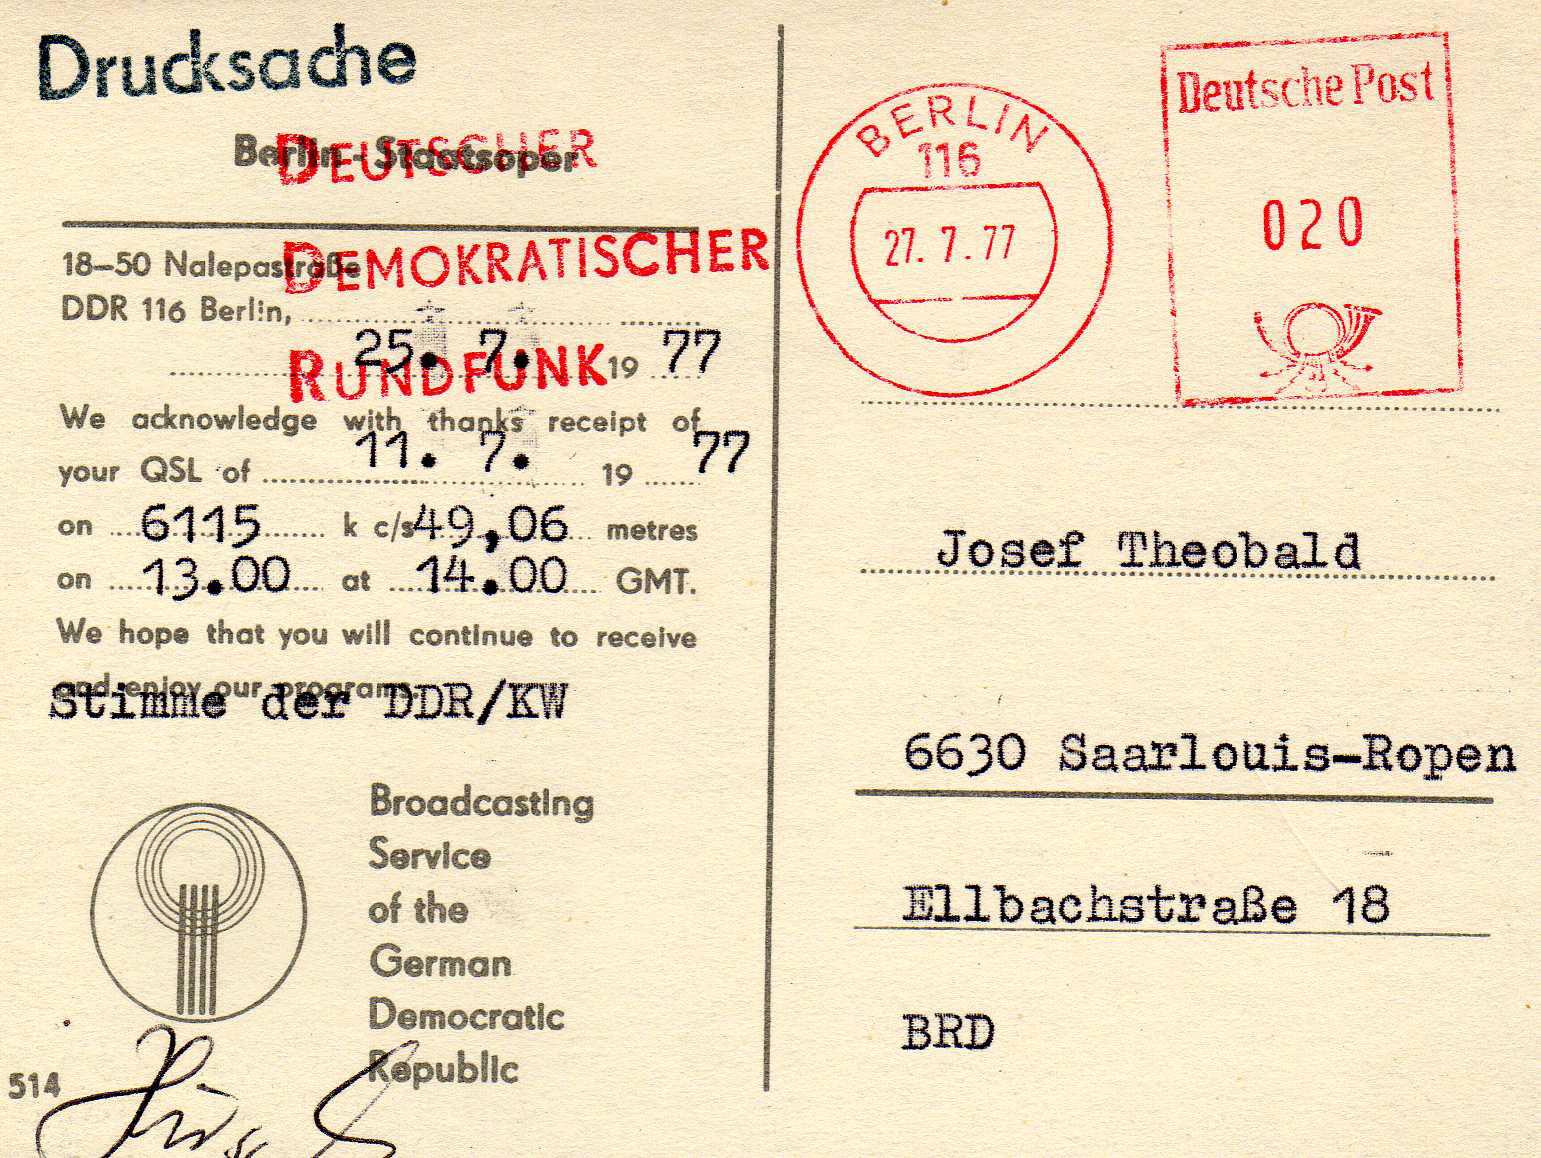 Drucksache
Berlin - Staatsoper
DEUTSCHER
DEMOKRATISCHER
RUNDFUNK
18–50 Nalepastraße
DDR 116 Berlin,
25. 7. 19 77
We acknowledge with thanks receipt of
your QSL of 11. 7. 19 77
on 6115 k c/s 49,06 metres
on 13.00 at 14.00 GMT.
We hope that you will continue to receive
and enjoy our programs.
Stimme der DDR/KW
Broadcasting
Service
of the
German
Democratic
Republic
514
BERLIN
116
27. 7. 77
Deutsche Post
020
Josef Theobald
6630 Saarlouis-Ropen
Ellbachstraße 18
BRD